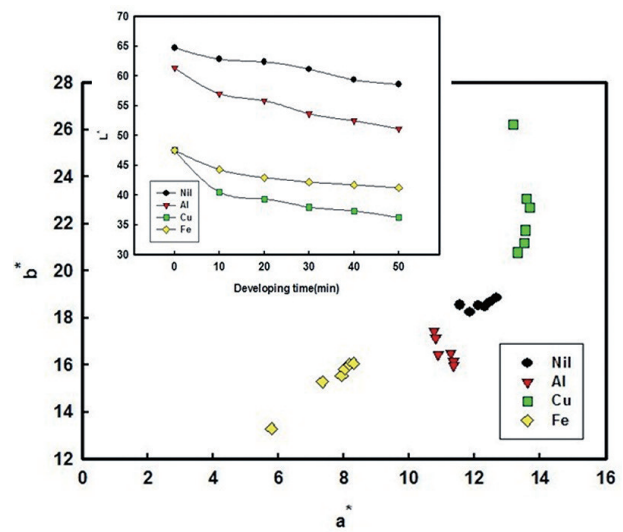 70
65
60
55
50
45
40
35
30
L*
Nil
Al
Cu
Fe
0 10 20 30 40 50
Developing time(min)
28
26
24
22
20
18
16
14
12
b*
Nil
Al
Cu
Fe
0 2 4 6 8 10 12 14 16
a*